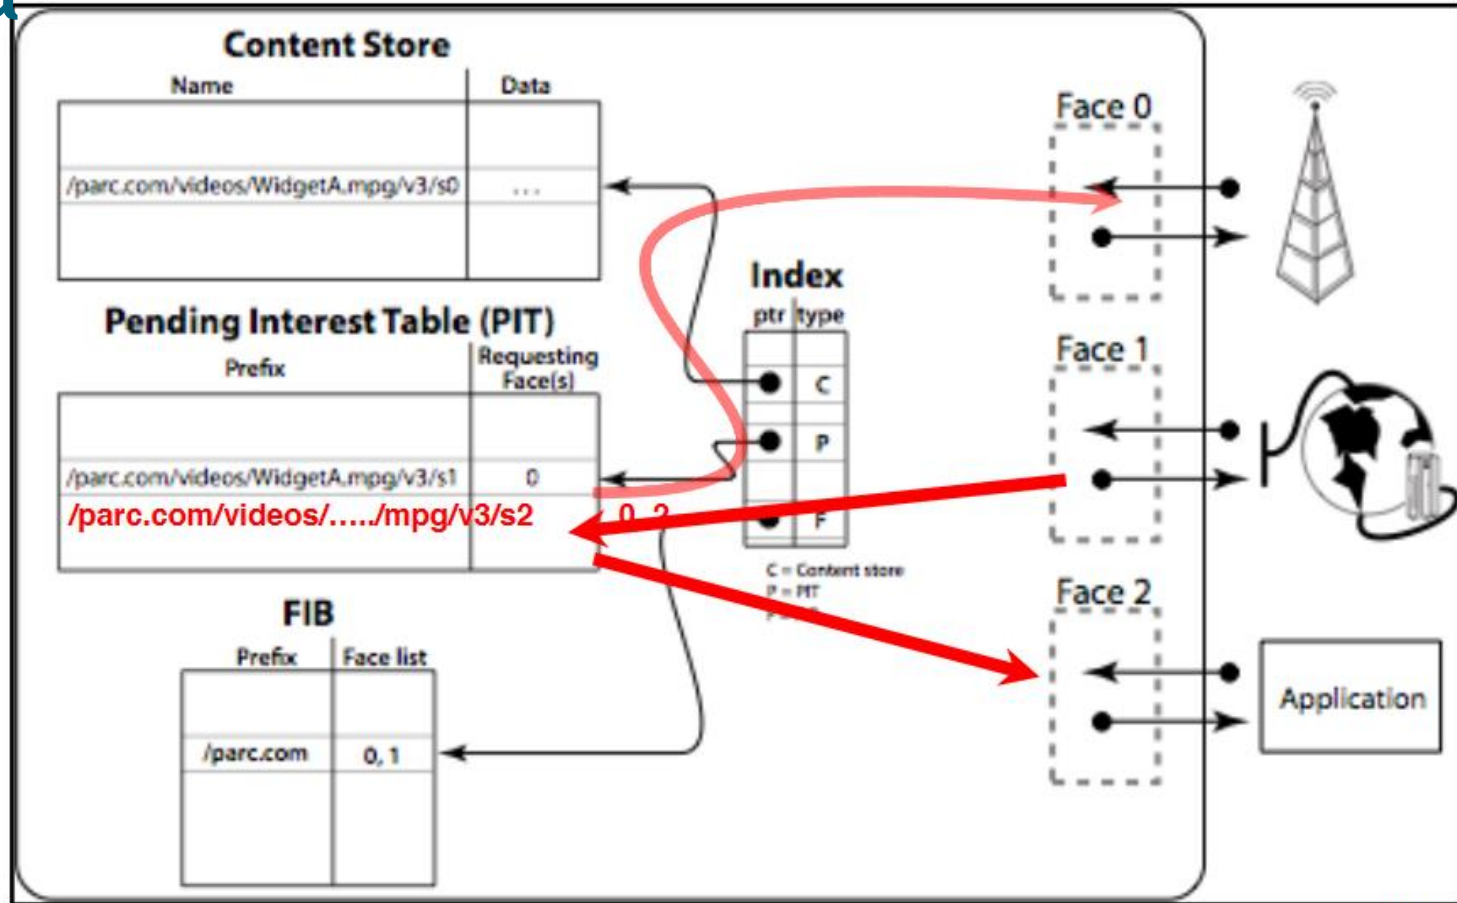 Content Store
Name Data
/parc.com/videos/WidgetA.mpg/v3/s0 ...
Pending Interest Table (PIT)
Prefix Requesting Face(s)
/parc.com/videos/WidgetA.mpg/v3/s1 0
/parc.com/videos/...../mpg/v3/s2 0, 2
FIB
Prefix Face list
/parc.com 0, 1
Index
ptr type
C
P
F
C = Content store
P = PIT
Face 0
Face 1
Face 2
Application